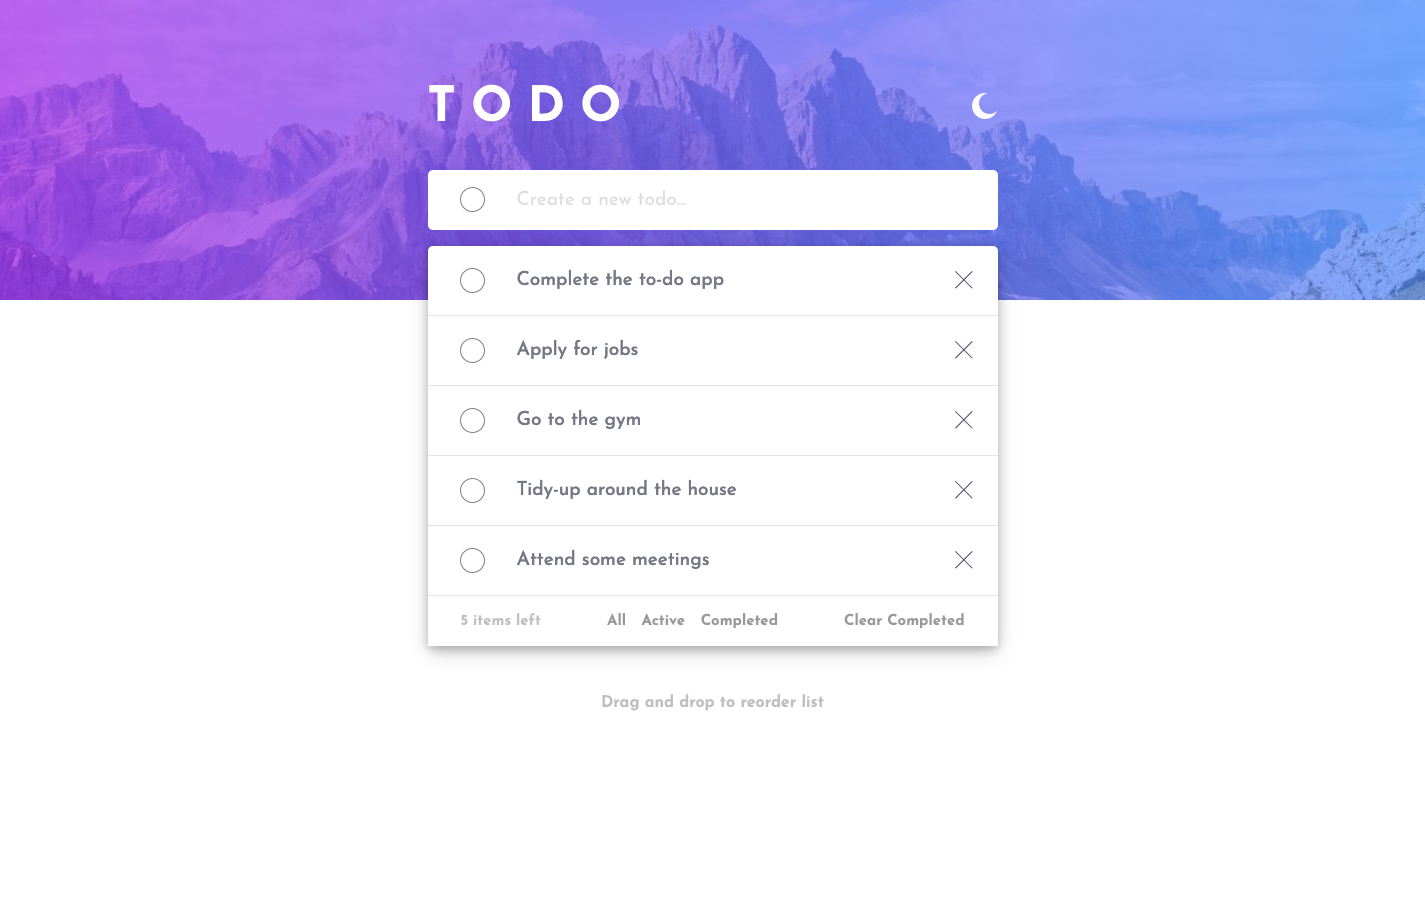 TODO
Create a new todo...
Complete the to-do app
Apply for jobs
Go to the gym
Tidy-up around the house
Attend some meetings
5 items left All Active Completed Clear Completed
Drag and drop to reorder list